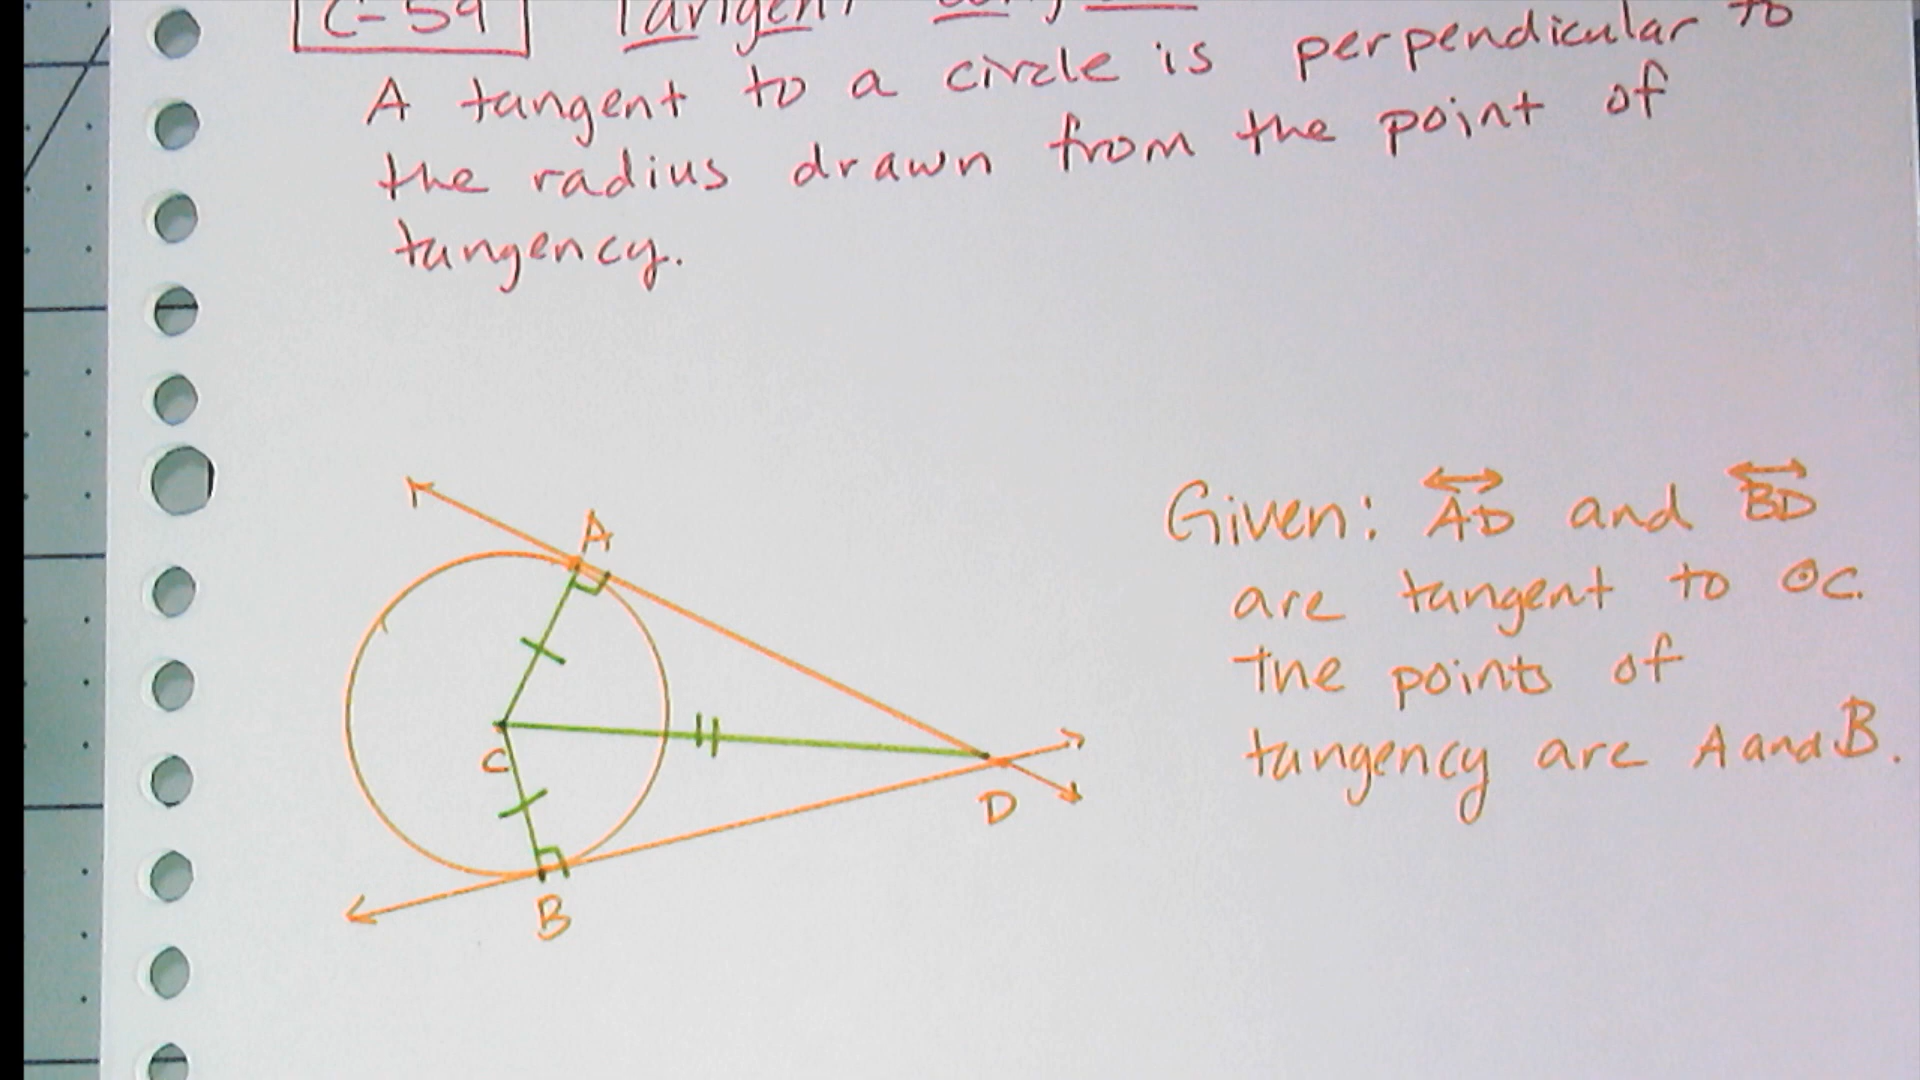 C-59 Tangent
A tangent to a circle is perpendicular to
the radius drawn from the point of
tangency.
A
C
D
B
Given: AD and BD
are tangent to ⊙C.
The points of
tangency are A and B.